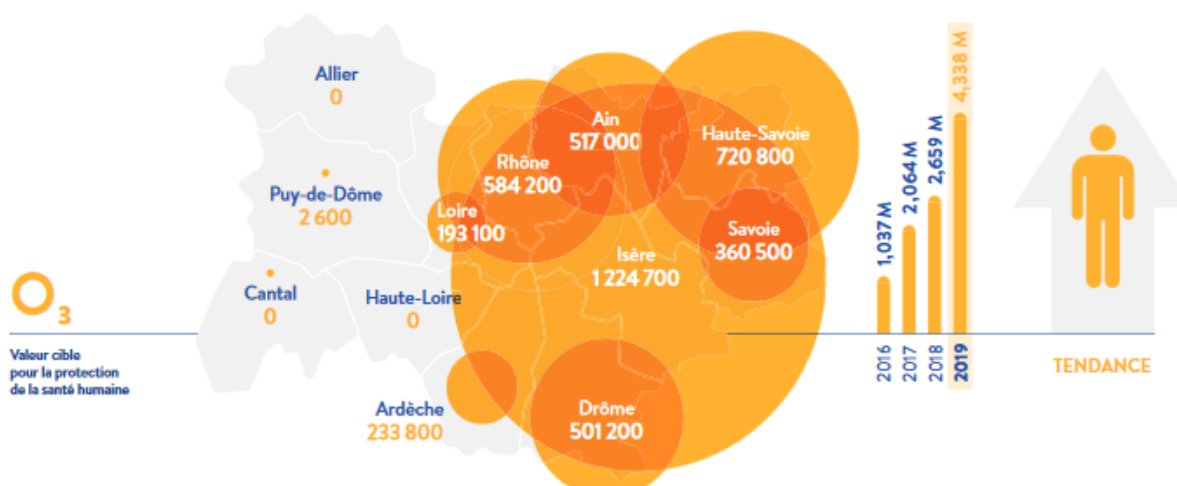 Allier
0
Puy-de-Dôme
2 600
Cantal
0
Haute-Loire
0
Ardèche
233 800
Loire
193 100
Rhône
584 200
Ain
517 000
Haute-Savoie
720 800
Savoie
360 500
Isère
1 224 700
Drôme
501 200
O3
Valeur cible
pour la protection
de la santé humaine
1,037 M
2,064 M
2,659 M
4,338 M
2016
2017
2018
2019
TENDANCE